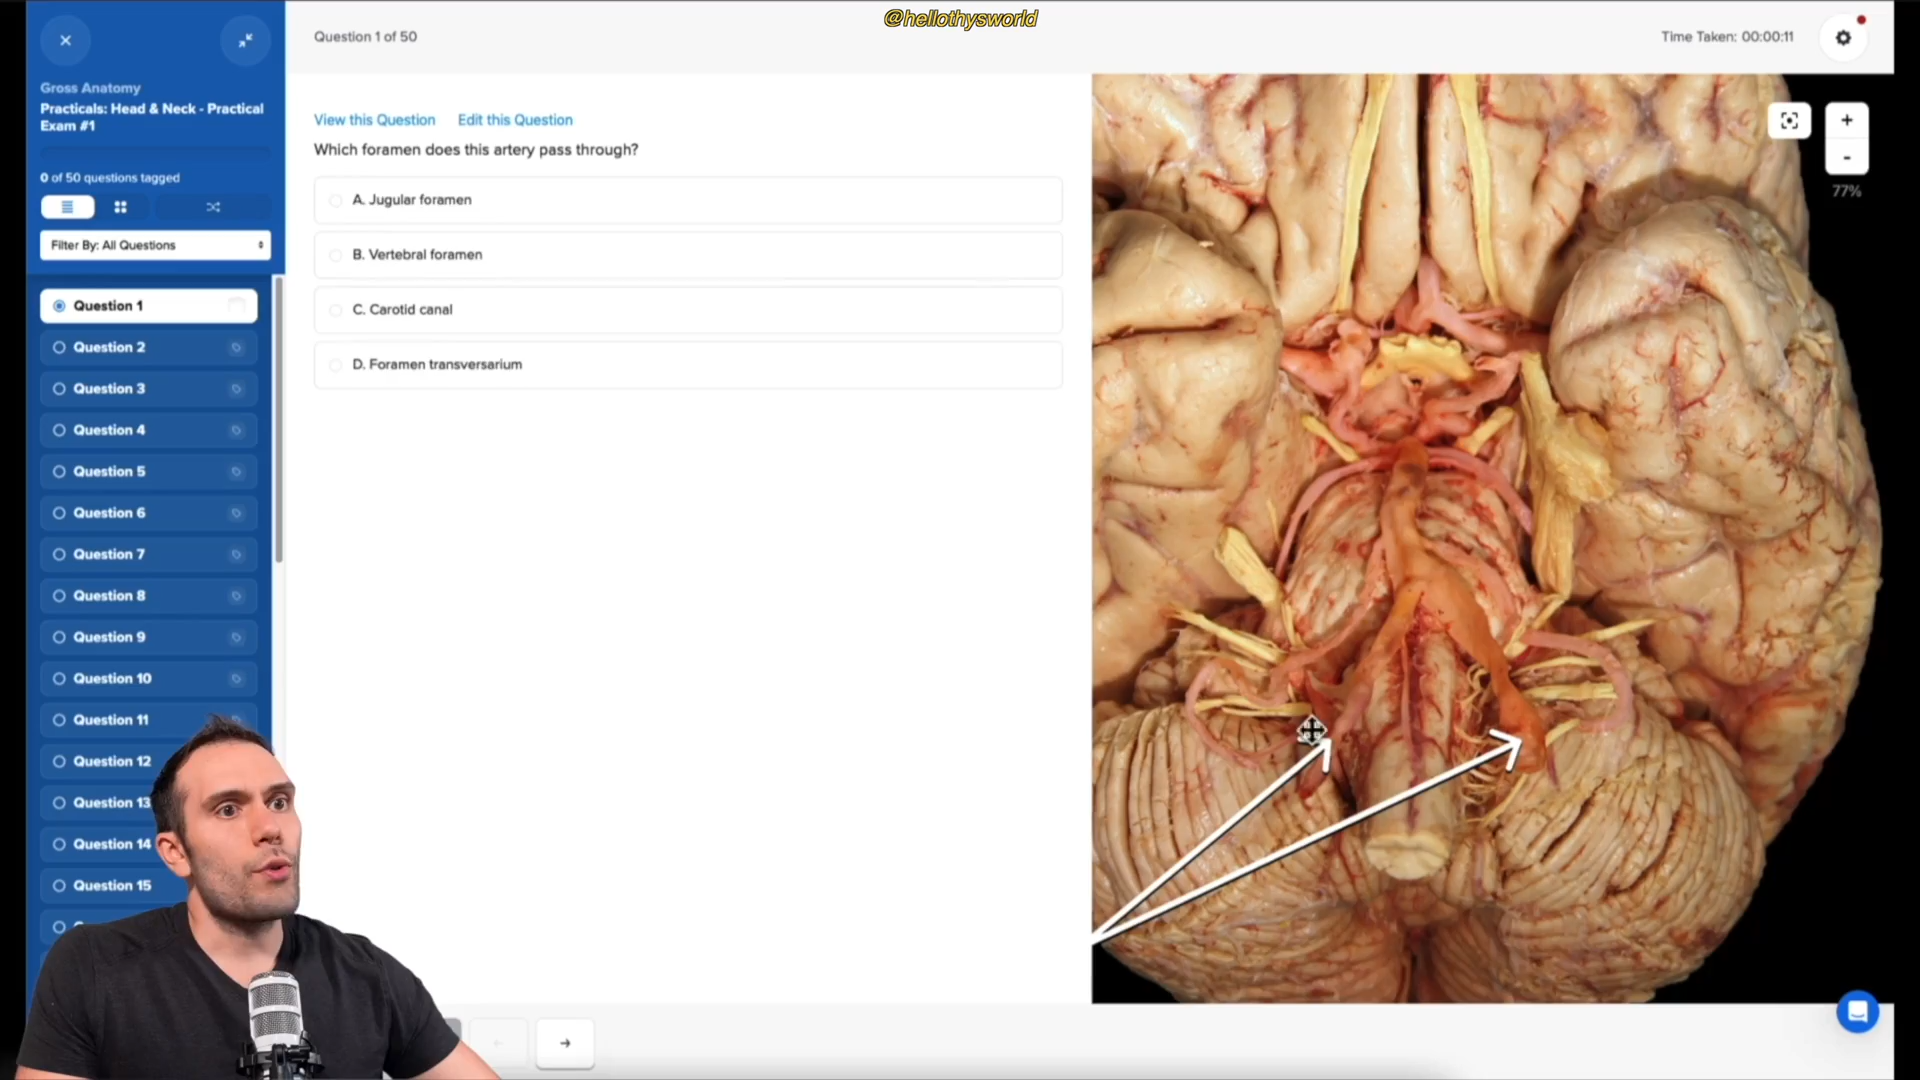 @hellothysworld
Gross Anatomy
Practicals: Head & Neck - Practical
Exam #1
0 of 50 questions tagged
Filter By: All Questions
Question 1
Question 2
Question 3
Question 4
Question 5
Question 6
Question 7
Question 8
Question 9
Question 10
Question 11
Question 12
Question 13
Question 14
Question 15
Question 1 of 50
Time Taken: 00:00:11
View this Question Edit this Question
Which foramen does this artery pass through?
A. Jugular foramen
B. Vertebral foramen
C. Carotid canal
D. Foramen transversarium
+
-
77%